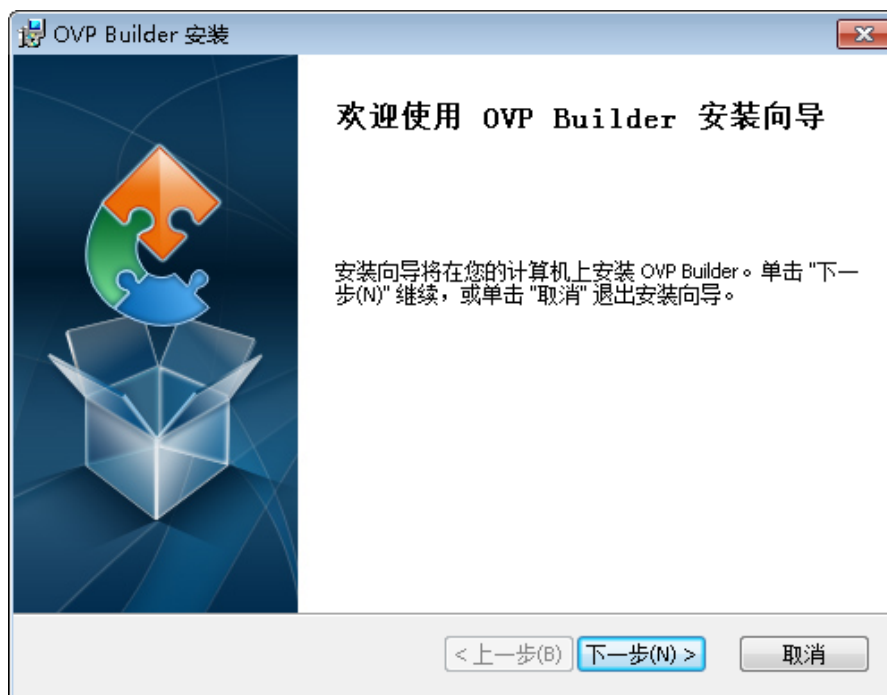 OVP Builder 安装
欢迎使用 OVP Builder 安装向导
安装向导将在您的计算机上安装 OVP Builder。单击 "下一
步(N)" 继续，或单击 "取消" 退出安装向导。
< 上一步(B) 下一步(N) > 取消